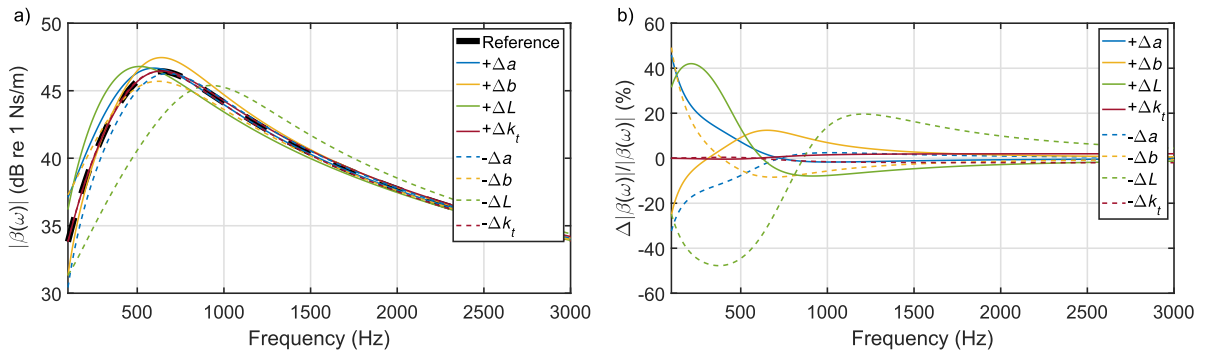 a)
50
45
40
35
30
|β(ω)| (dB re 1 Ns/m)
500 1000 1500 2000 2500 3000
Frequency (Hz)
Reference
+Δa
+Δb
+ΔL
+Δk_t
-Δa
-Δb
-ΔL
-Δk_t
b)
60
40
20
0
-20
-40
-60
Δ|β(ω)|/|β(ω)| (%)
500 1000 1500 2000 2500 3000
Frequency (Hz)
+Δa
+Δb
+ΔL
+Δk_t
-Δa
-Δb
-ΔL
-Δk_t